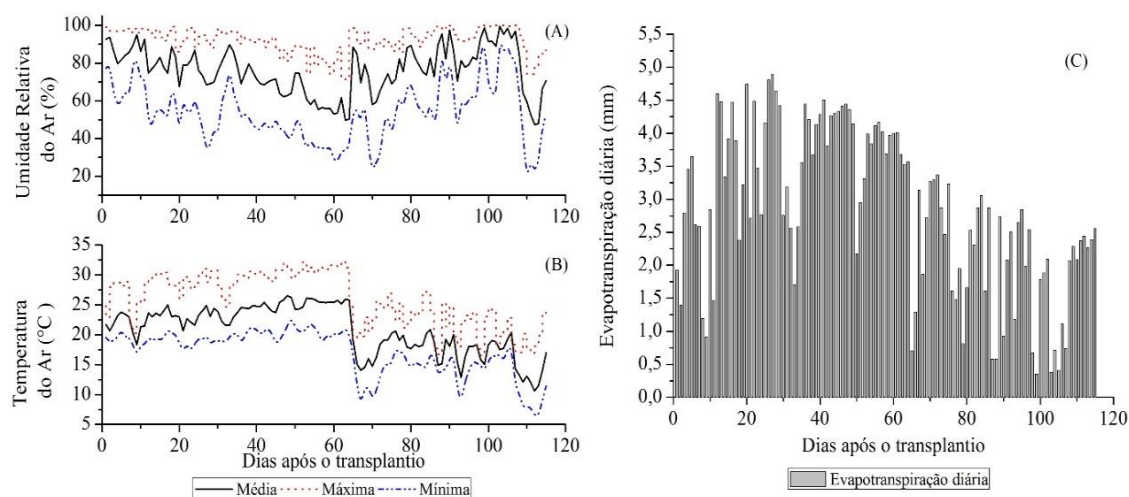 (A)
Umidade Relativa
do Ar (%)
100
80
60
40
20
0 20 40 60 80 100 120
(B)
Temperatura
do Ar (°C)
35
30
25
20
15
10
5
0 20 40 60 80 100 120
Dias após o transplantio
Média Máxima Mínima
(C)
Evapotranspiração diária (mm)
5,5
5,0
4,5
4,0
3,5
3,0
2,5
2,0
1,5
1,0
0,5
0,0
0 20 40 60 80 100 120
Dias após o transplantio
Evapotranspiração diária